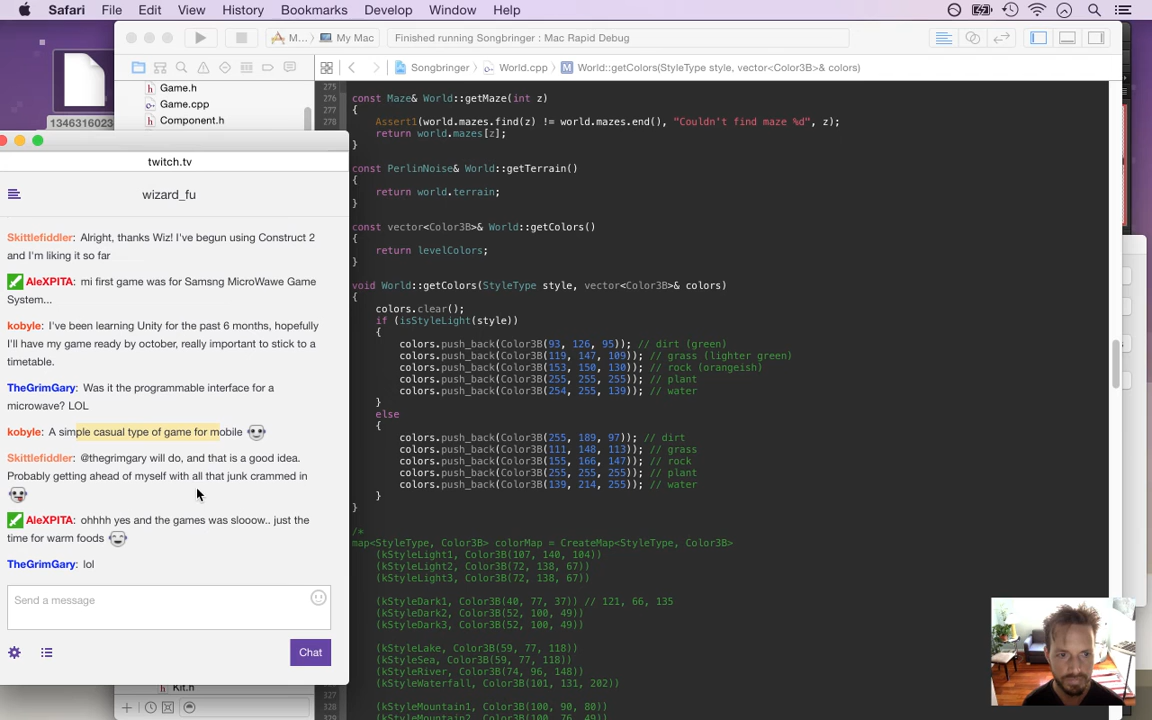 Safari File Edit View History Bookmarks Develop Window Help
M... My Mac Finished running Songbringer : Mac Rapid Debug
Songbringer World.cpp World::getColors(StyleType style, vector<Color3B>& colors)
Game.h
Game.cpp
Component.h
1346316023
twitch.tv
wizard_fu
Skittlefiddler: Alright, thanks Wiz! I've begun using Construct 2
and I'm liking it so far
AleXPITA: mi first game was for Samsng MicroWawe Game
System...
kobyle: I've been learning Unity for the past 6 months, hopefully
I'll have my game ready by october, really important to stick to a
timetable.
TheGrimGary: Was it the programmable interface for a
microwave? LOL
kobyle: A simple casual type of game for mobile
Skittlefiddler: @thegrimgary will do, and that is a good idea.
Probably getting ahead of myself with all that junk crammed in
AleXPITA: ohhhh yes and the games was slooow.. just the
time for warm foods
TheGrimGary: lol
Send a message
Chat
Kit.h
275
276 const Maze& World::getMaze(int z)
277 {
278 Assert1(world.mazes.find(z) != world.mazes.end(), "Couldn't find maze %d", z);
return world.mazes[z];
}
const PerlinNoise& World::getTerrain()
{
return world.terrain;
}
const vector<Color3B>& World::getColors()
{
return levelColors;
}
void World::getColors(StyleType style, vector<Color3B>& colors)
{
colors.clear();
if (isStyleLight(style))
{
colors.push_back(Color3B(93, 126, 95)); // dirt (green)
colors.push_back(Color3B(119, 147, 109)); // grass (lighter green)
colors.push_back(Color3B(153, 150, 130)); // rock (orangeish)
colors.push_back(Color3B(255, 255, 255)); // plant
colors.push_back(Color3B(254, 255, 139)); // water
}
else
{
colors.push_back(Color3B(255, 189, 97)); // dirt
colors.push_back(Color3B(111, 148, 113)); // grass
colors.push_back(Color3B(155, 166, 147)); // rock
colors.push_back(Color3B(255, 255, 255)); // plant
colors.push_back(Color3B(139, 214, 255)); // water
}
}
/*
map<StyleType, Color3B> colorMap = CreateMap<StyleType, Color3B>
(kStyleLight1, Color3B(107, 140, 104))
(kStyleLight2, Color3B(72, 138, 67))
(kStyleLight3, Color3B(72, 138, 67))
(kStyleDark1, Color3B(40, 77, 37)) // 121, 66, 135
(kStyleDark2, Color3B(52, 100, 49))
(kStyleDark3, Color3B(52, 100, 49))
(kStyleLake, Color3B(59, 77, 118))
(kStyleSea, Color3B(59, 77, 118))
(kStyleRiver, Color3B(74, 96, 148))
(kStyleWaterfall, Color3B(101, 131, 202))
327
328 (kStyleMountain1, Color3B(100, 90, 80))
(kStyleMountain2, Color3B(100, 76, 49))